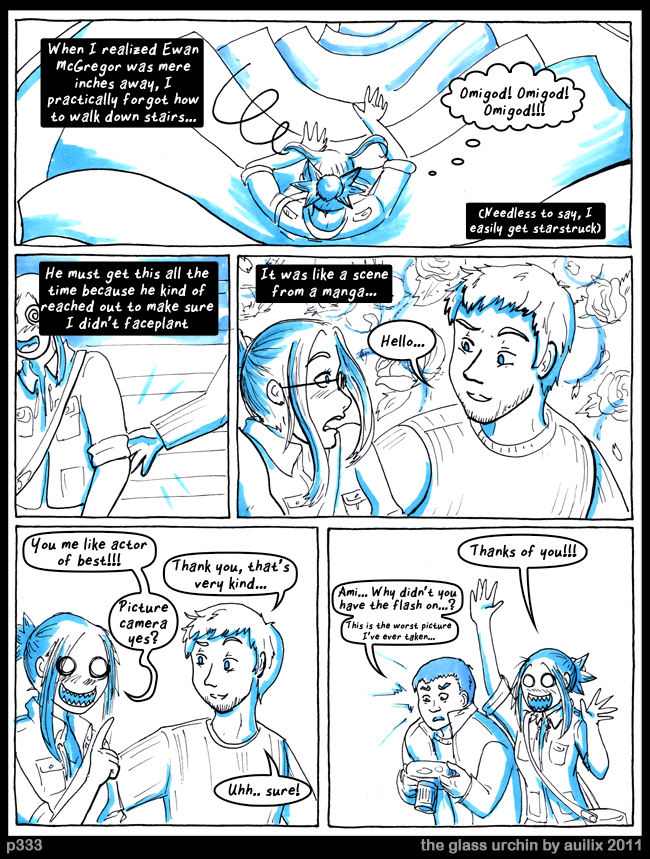 When I realized Ewan
McGregor was mere
inches away, I
practically forgot how
to walk down stairs...
Omigod! Omigod!
Omigod!!!
(Needless to say, I
easily get starstruck)
He must get this all the
time because he kind of
reached out to make sure
I didn't faceplant
It was like a scene
from a manga...
Hello...
You me like actor
of best!!!
Thank you, that's
very kind...
Picture
camera
yes?
Uhh.. sure!
Thanks of you!!!
Ami... Why didn't you
have the flash on...?
This is the worst picture
I've ever taken...
p333
the glass urchin by auilix 2011